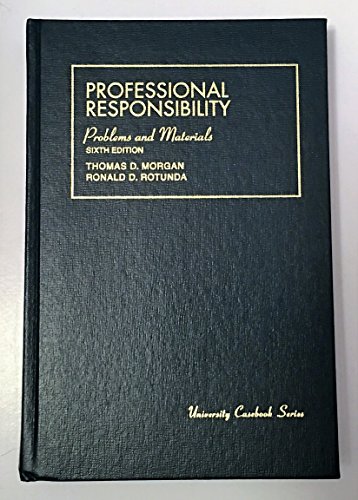 PROFESSIONAL
RESPONSIBILITY
Problems and Materials
SIXTH EDITION
THOMAS D. MORGAN
RONALD D. ROTUNDA
University Casebook Series